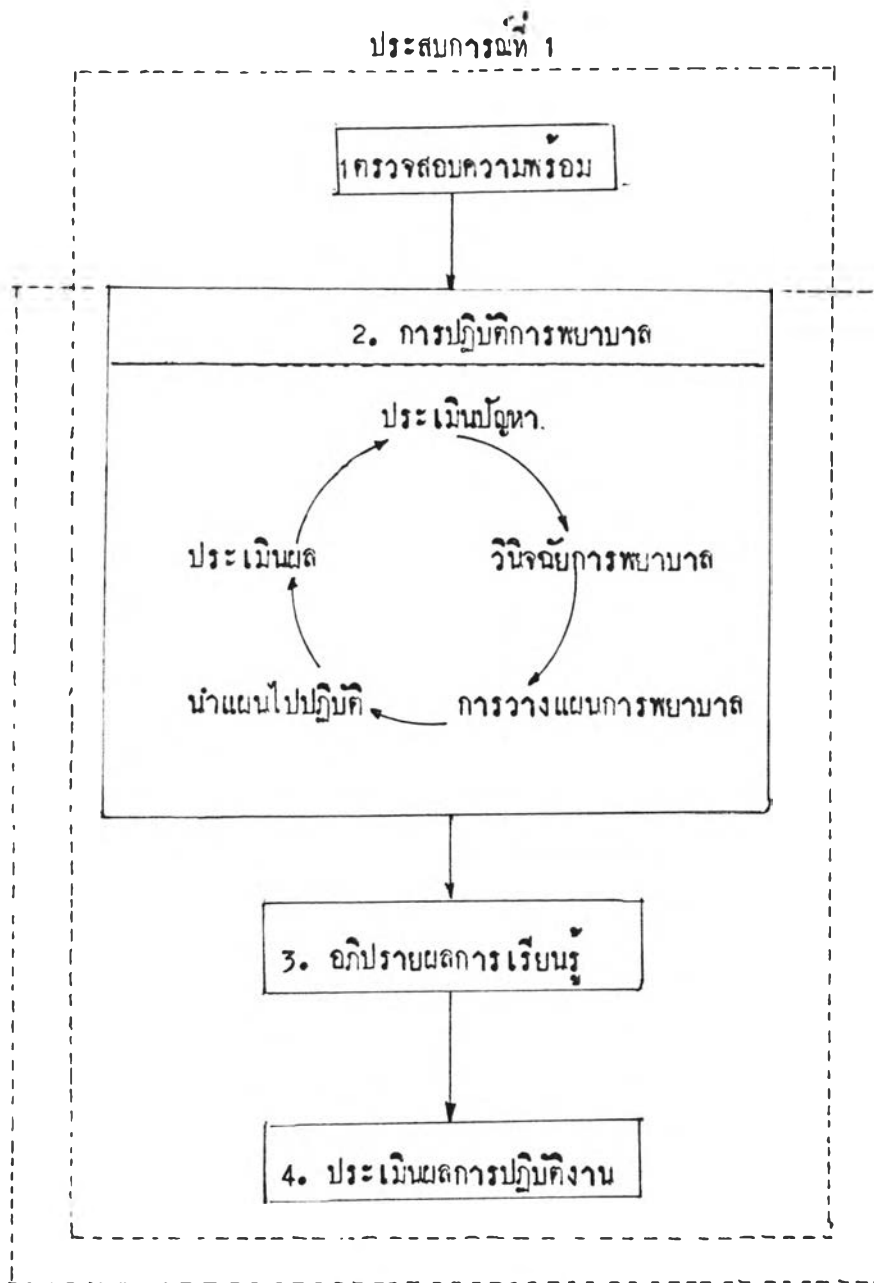 ประสบการณ์ที่ 1
1 ตรวจสอบความพร้อม
2. การปฏิบัติการพยาบาล
ประเมินปัญหา.
ประเมินผล
วินิจฉัยการพยาบาล
นำแผนไปปฏิบัติ
การวางแผนการพยาบาล
3. อภิปรายผลการเรียนรู้
4. ประเมินผลการปฏิบัติงาน